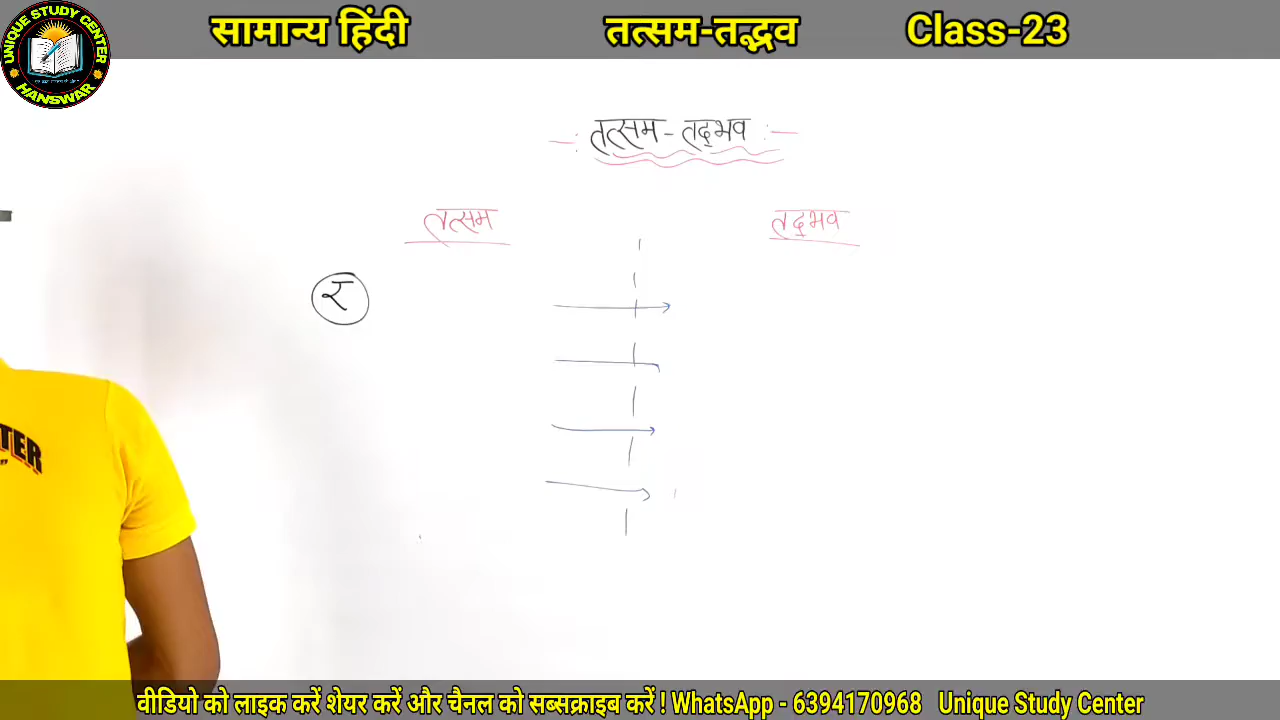 सामान्य हिंदी तत्सम-तद्भव Class-23
UNIQUE STUDY CENTER
HANSWAR
-: तत्सम - तद्भव :-
तत्सम तद्भव
र
TER
वीडियो को लाइक करें शेयर करें और चैनल को सब्सक्राइब करें ! WhatsApp - 6394170968 Unique Study Center